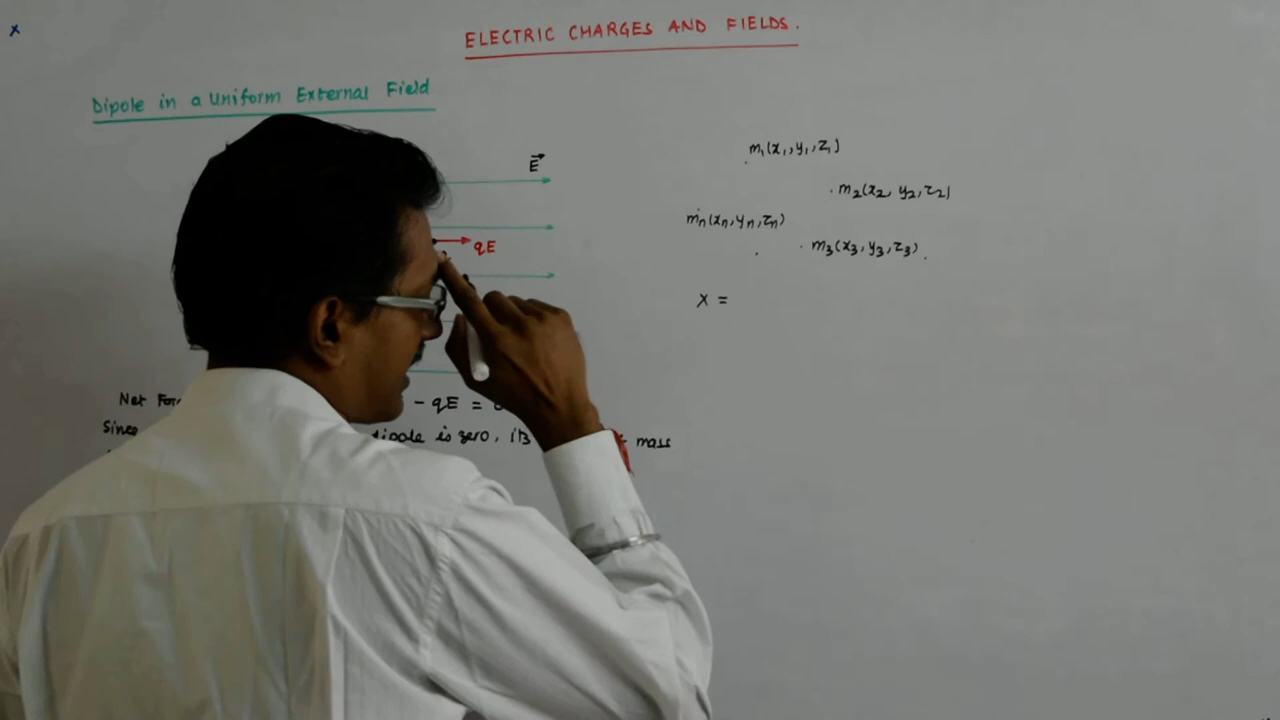 x
ELECTRIC CHARGES AND FIELDS.
Dipole in a Uniform External Field
E⃗
qE
m₁(x₁, y₁, z₁)
m₂(x₂, y₂, z₂)
mₙ(xₙ, yₙ, zₙ)
m₃(x₃, y₃, z₃)
X =
Net - qE =
Since dipole is zero, its mass